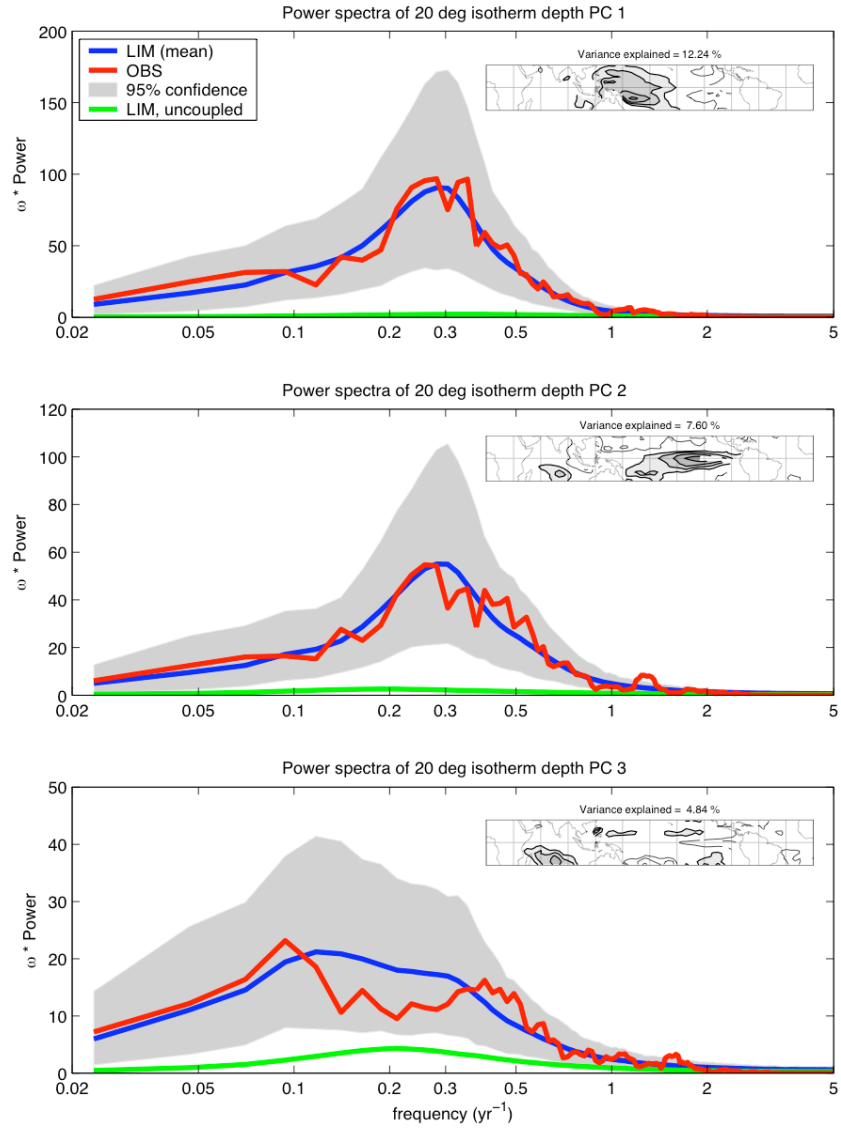 Power spectra of 20 deg isotherm depth PC 1
200
150
100
50
0
ω * Power
LIM (mean)
OBS
95% confidence
LIM, uncoupled
Variance explained = 12.24 %
0.02 0.05 0.1 0.2 0.3 0.5 1 2 5
Power spectra of 20 deg isotherm depth PC 2
120
100
80
60
40
20
0
ω * Power
Variance explained = 7.60 %
0.02 0.05 0.1 0.2 0.3 0.5 1 2 5
Power spectra of 20 deg isotherm depth PC 3
50
40
30
20
10
0
ω * Power
Variance explained = 4.84 %
0.02 0.05 0.1 0.2 0.3 0.5 1 2 5
frequency (yr⁻¹)